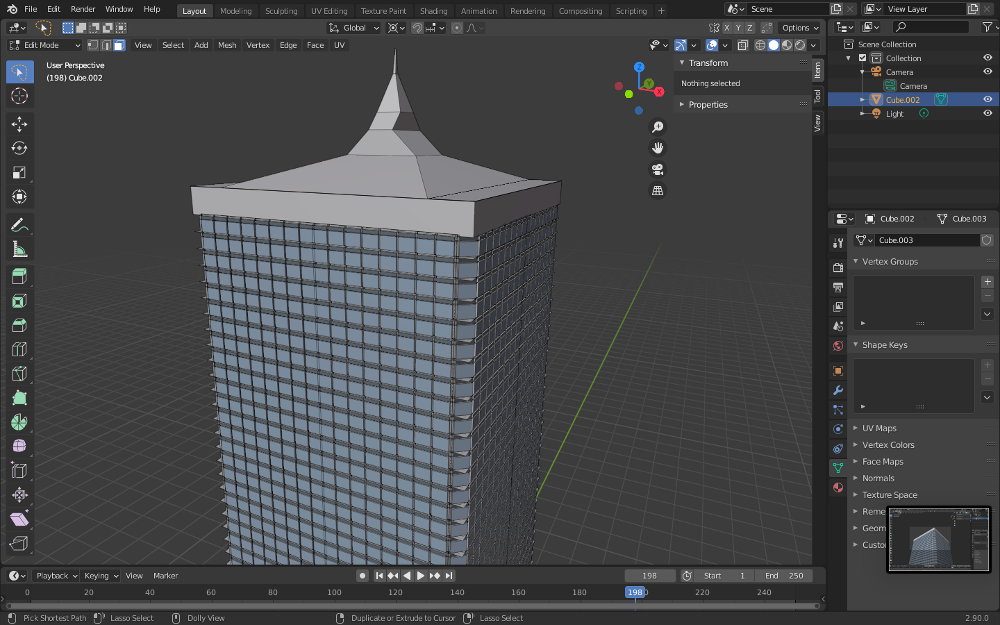 File Edit Render Window Help Layout Modeling Sculpting UV Editing Texture Paint Shading Animation Rendering Compositing Scripting + Scene View Layer
Global X Y Z Options
Edit Mode View Select Add Mesh Vertex Edge Face UV
User Perspective
(198) Cube.002
Z
Y
X
Transform
Nothing selected
Properties
Item
Tool
View
Scene Collection
Collection
Camera
Camera
Cube.002
Light
Cube.002 Cube.003
Cube.003
Vertex Groups
Shape Keys
UV Maps
Vertex Colors
Face Maps
Normals
Texture Space
Reme
Geom
Custo
Playback Keying View Marker 198 Start 1 End 250
0 20 40 60 80 100 120 140 160 180 198 220 240
Pick Shortest Path Lasso Select Dolly View Duplicate or Extrude to Cursor Lasso Select 2.90.0